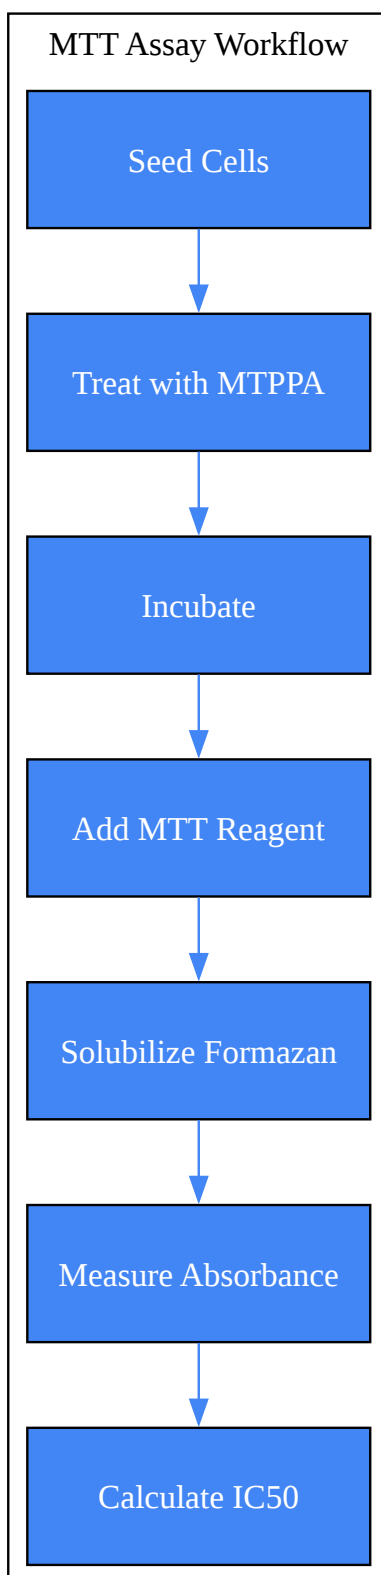 MTT Assay Workflow
Seed Cells
Treat with MTPPA
Incubate
Add MTT Reagent
Solubilize Formazan
Measure Absorbance
Calculate IC50